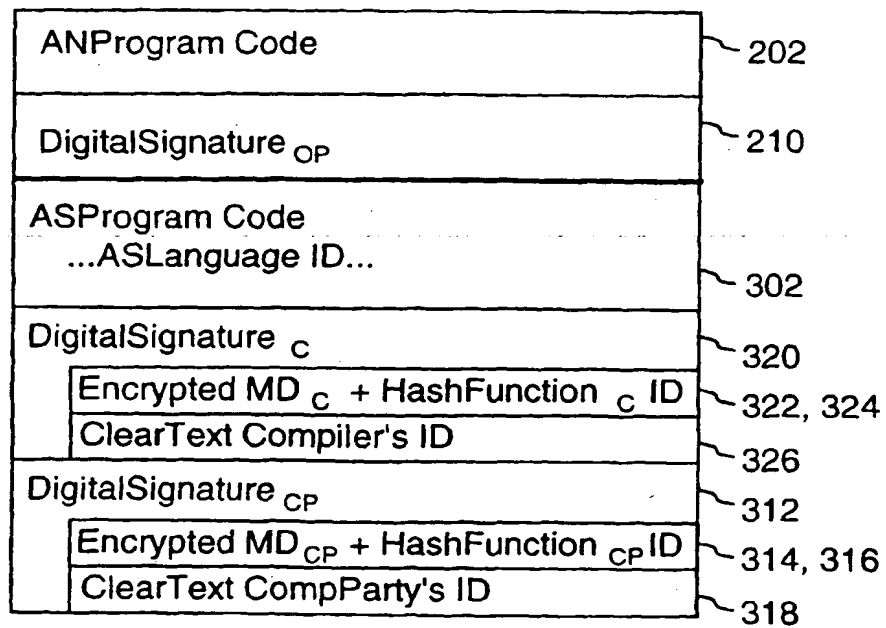 ANProgram Code 202
DigitalSignature OP 210
ASProgram Code
...ASLanguage ID...
302
DigitalSignature C 320
Encrypted MD C + HashFunction C ID 322, 324
ClearText Compiler's ID 326
DigitalSignature CP 312
Encrypted MD CP + HashFunction CP ID 314, 316
ClearText CompParty's ID 318